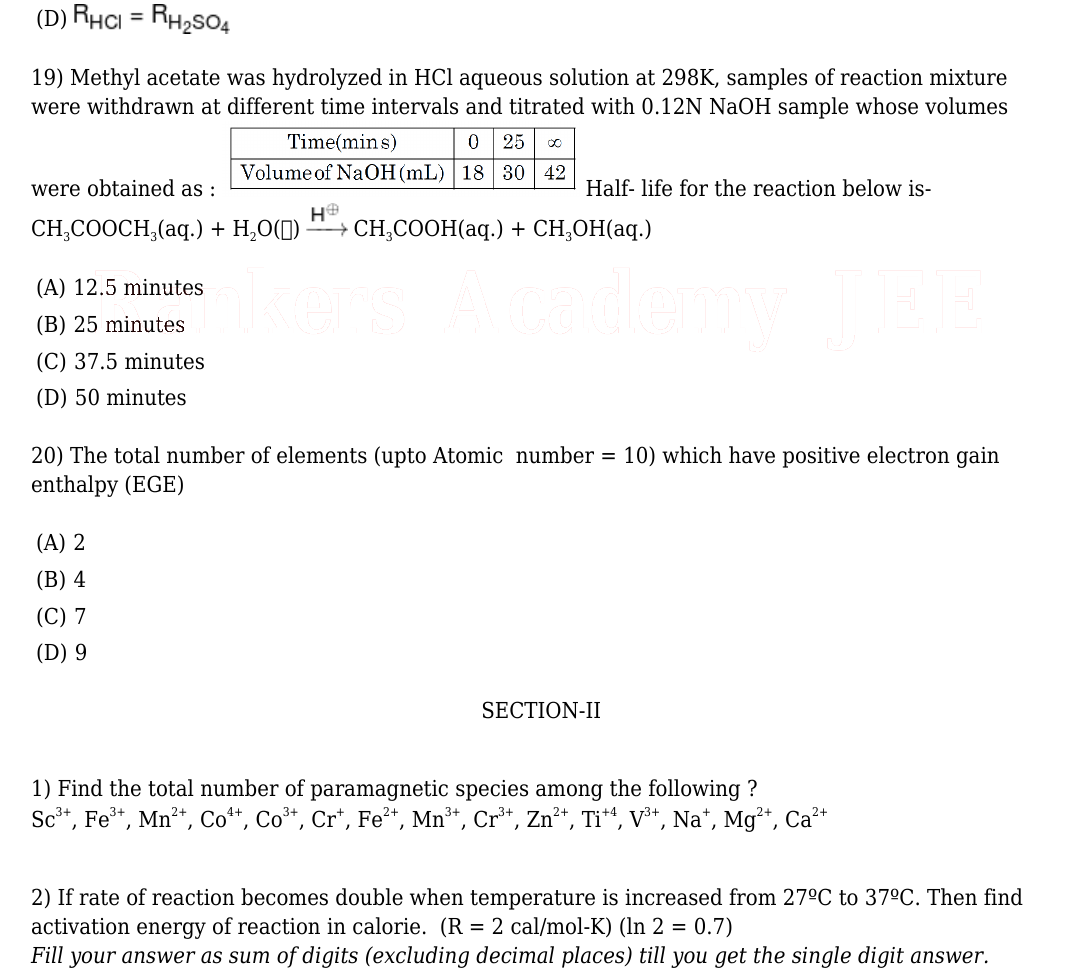 (D) R_HCl = R_H₂SO₄
19) Methyl acetate was hydrolyzed in HCl aqueous solution at 298K, samples of reaction mixture
were withdrawn at different time intervals and titrated with 0.12N NaOH sample whose volumes
Time(mins) 0 25 ∞
Volume of NaOH (mL) 18 30 42
were obtained as : Half- life for the reaction below is-
CH₃COOCH₃(aq.) + H₂O(▯) —H⊕→ CH₃COOH(aq.) + CH₃OH(aq.)
Rankers Academy JEE
(A) 12.5 minutes
(B) 25 minutes
(C) 37.5 minutes
(D) 50 minutes
20) The total number of elements (upto Atomic number = 10) which have positive electron gain
enthalpy (EGE)
(A) 2
(B) 4
(C) 7
(D) 9
SECTION-II
1) Find the total number of paramagnetic species among the following ?
Sc³⁺, Fe³⁺, Mn²⁺, Co⁴⁺, Co³⁺, Cr⁺, Fe²⁺, Mn³⁺, Cr³⁺, Zn²⁺, Ti⁺⁴, V³⁺, Na⁺, Mg²⁺, Ca²⁺
2) If rate of reaction becomes double when temperature is increased from 27ºC to 37ºC. Then find
activation energy of reaction in calorie. (R = 2 cal/mol-K) (ln 2 = 0.7)
Fill your answer as sum of digits (excluding decimal places) till you get the single digit answer.